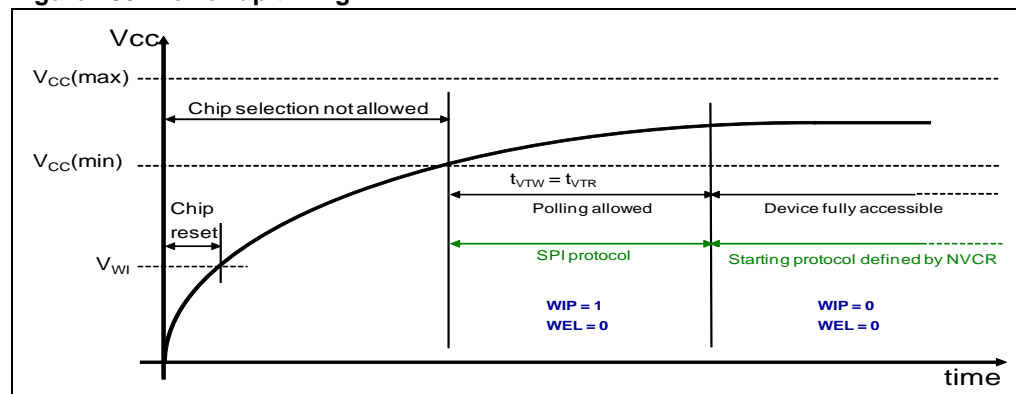 Vcc
VCC(max)
Chip selection not allowed
VCC(min)
tVTW = tVTR
Polling allowed
Device fully accessible
Chip
reset
SPI protocol
Starting protocol defined by NVCR
VWI
WIP = 1
WEL = 0
WIP = 0
WEL = 0
time